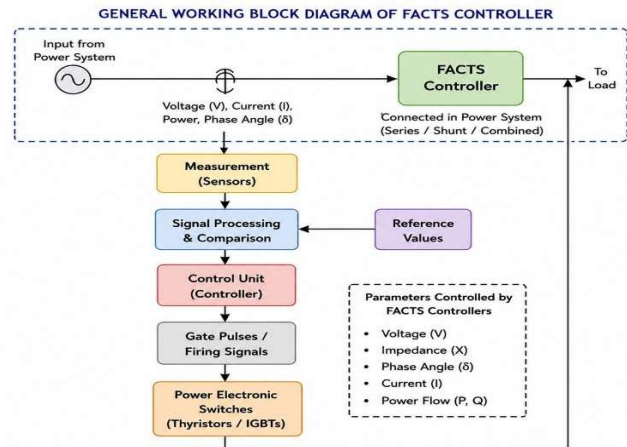 GENERAL WORKING BLOCK DIAGRAM OF FACTS CONTROLLER
Input from
Power System
FACTS
Controller
To
Load
Voltage (V), Current (I),
Power, Phase Angle (δ)
Connected in Power System
(Series / Shunt / Combined)
Measurement
(Sensors)
Signal Processing
& Comparison
Reference
Values
Control Unit
(Controller)
Gate Pulses /
Firing Signals
Power Electronic
Switches
(Thyristors / IGBTs)
Parameters Controlled by
FACTS Controllers
• Voltage (V)
• Impedance (X)
• Phase Angle (δ)
• Current (I)
• Power Flow (P, Q)